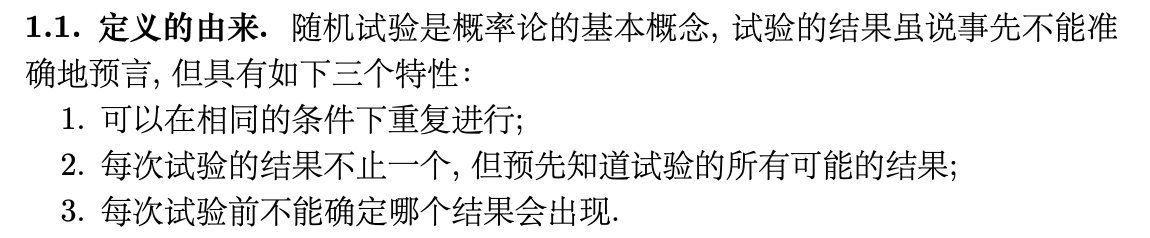 1.1. 定义的由来. 随机试验是概率论的基本概念, 试验的结果虽说事先不能准
确地预言, 但具有如下三个特性:
1. 可以在相同的条件下重复进行;
2. 每次试验的结果不止一个, 但预先知道试验的所有可能的结果;
3. 每次试验前不能确定哪个结果会出现.